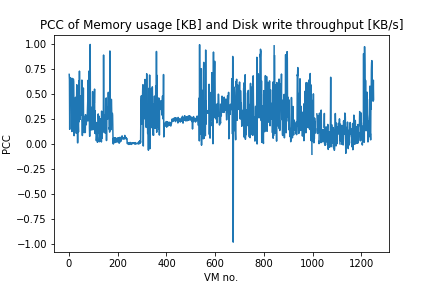 PCC of Memory usage [KB] and Disk write throughput [KB/s]
1.00
0.75
0.50
0.25
0.00
−0.25
−0.50
−0.75
−1.00
PCC
0 200 400 600 800 1000 1200
VM no.